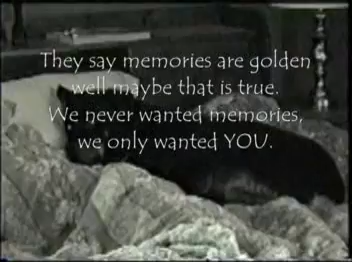 They say memories are golden
well maybe that is true.
We never wanted memories,
we only wanted YOU.